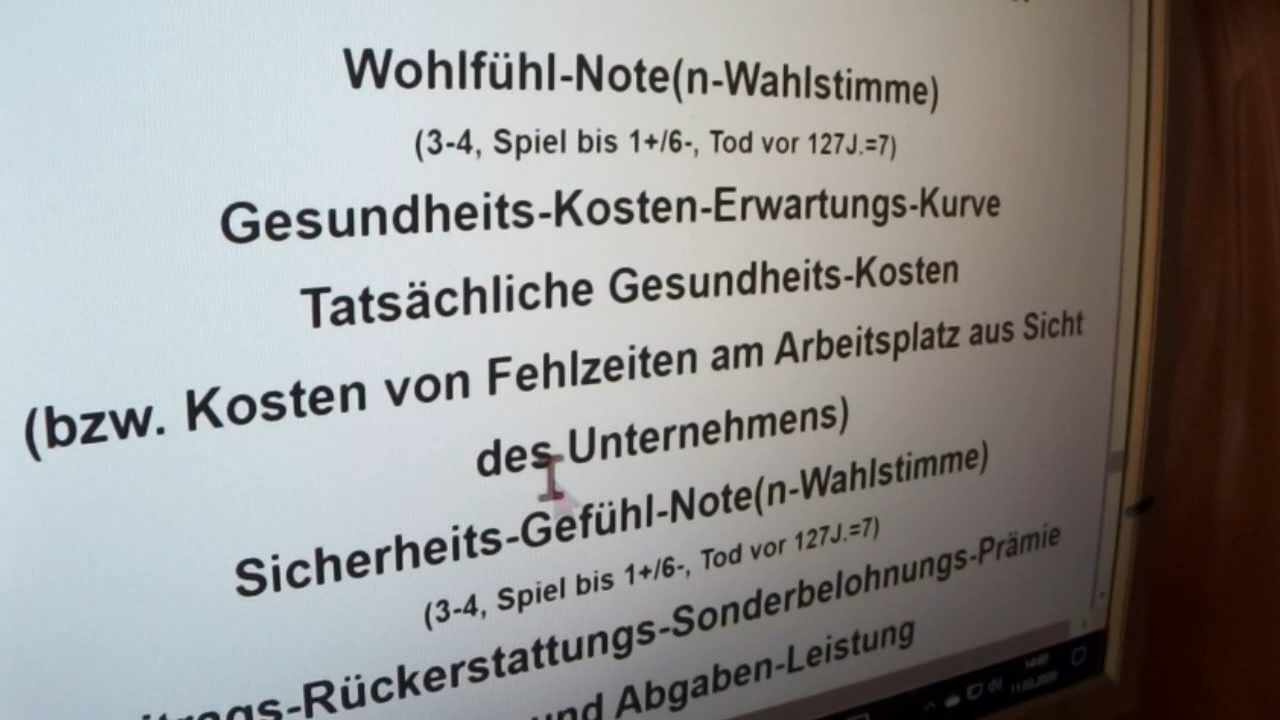 Wohlfühl-Note(n-Wahlstimme)
(3-4, Spiel bis 1+/6-, Tod vor 127J.=7)
Gesundheits-Kosten-Erwartungs-Kurve
Tatsächliche Gesundheits-Kosten
(bzw. Kosten von Fehlzeiten am Arbeitsplatz aus Sicht
des Unternehmens)
Sicherheits-Gefühl-Note(n-Wahlstimme)
(3-4, Spiel bis 1+/6-, Tod vor 127J.=7)
-Rückerstattungs-Sonderbelohnungs-Prämie
Abgaben-Leistung